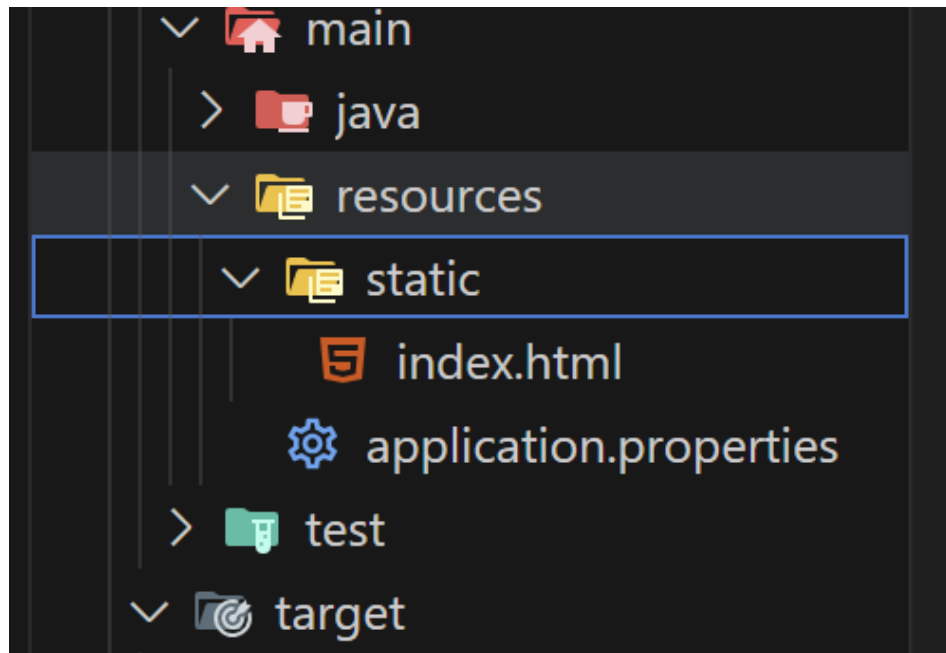 main
java
resources
static
index.html
application.properties
test
target